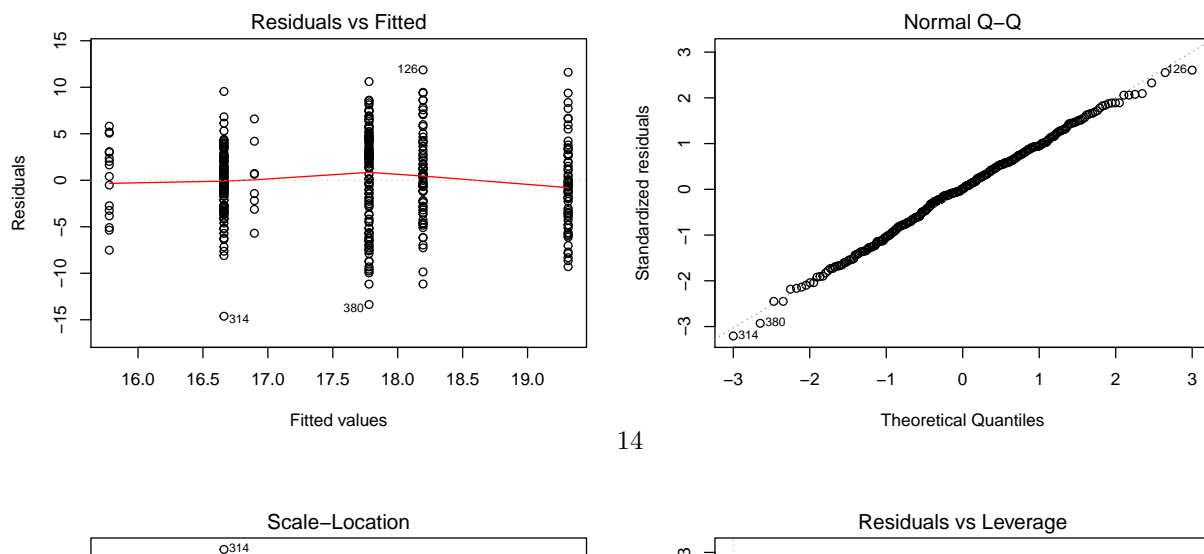 Residuals vs Fitted
15
10
5
0
−5
−10
−15
Residuals
126
380
314
16.0 16.5 17.0 17.5 18.0 18.5 19.0
Fitted values
Normal Q−Q
3
2
1
0
−1
−2
−3
Standardized residuals
126
380
314
−3 −2 −1 0 1 2 3
Theoretical Quantiles
14
Scale−Location
314
Residuals vs Leverage
3